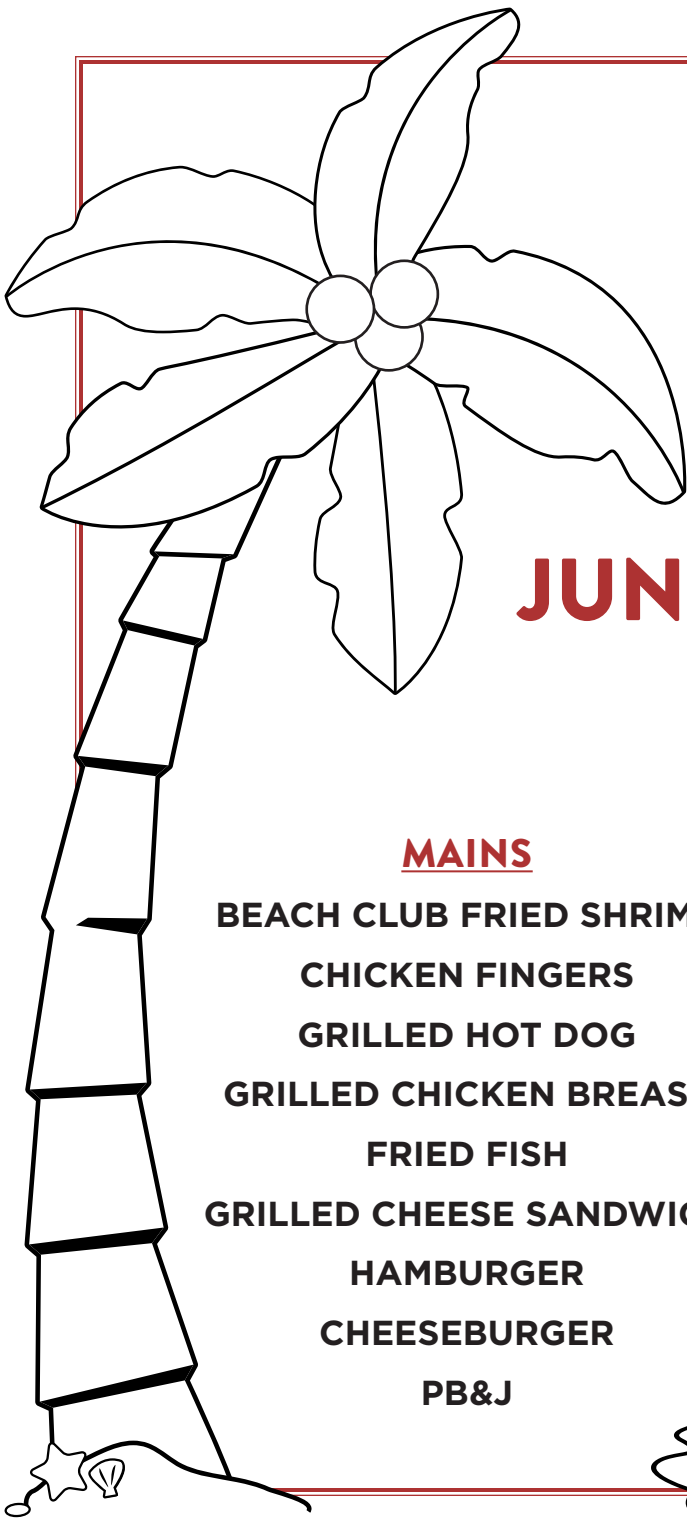 JUN
MAINS
BEACH CLUB FRIED SHRIM
CHICKEN FINGERS
GRILLED HOT DOG
GRILLED CHICKEN BREAS
FRIED FISH
GRILLED CHEESE SANDWIC
HAMBURGER
CHEESEBURGER
PB&J